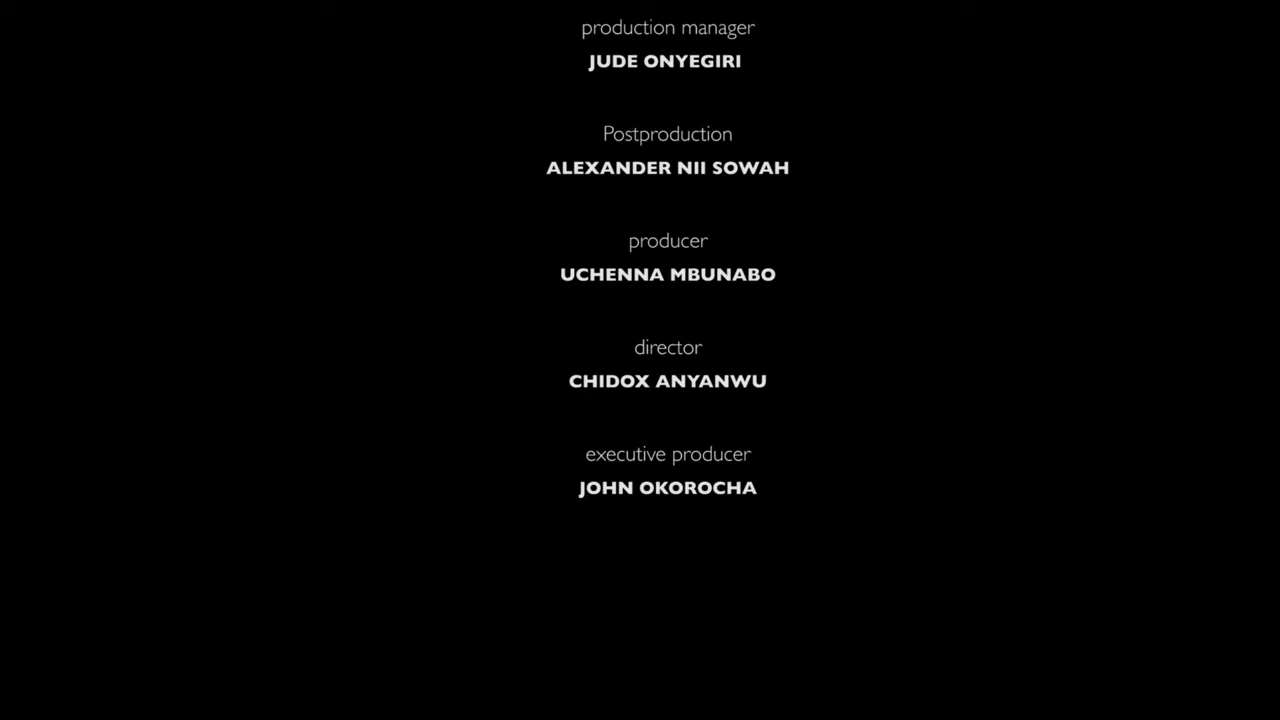 production manager
JUDE ONYEGIRI
Postproduction
ALEXANDER NII SOWAH
producer
UCHENNA MBUNABO
director
CHIDOX ANYANWU
executive producer
JOHN OKOROCHA